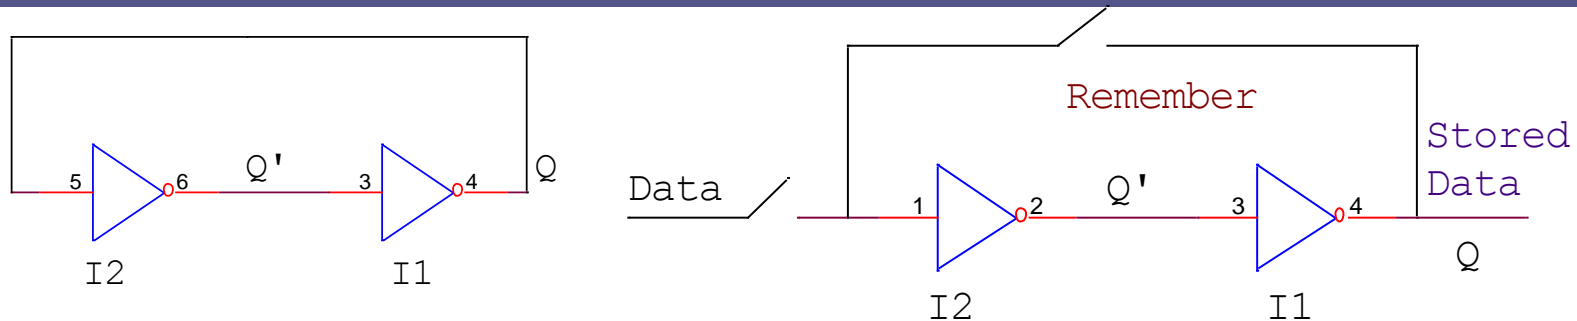 5 6 Q' 3 4 Q
I2 I1
Remember
Stored
Data
Data
1 2 Q' 3 4
Q
I2 I1